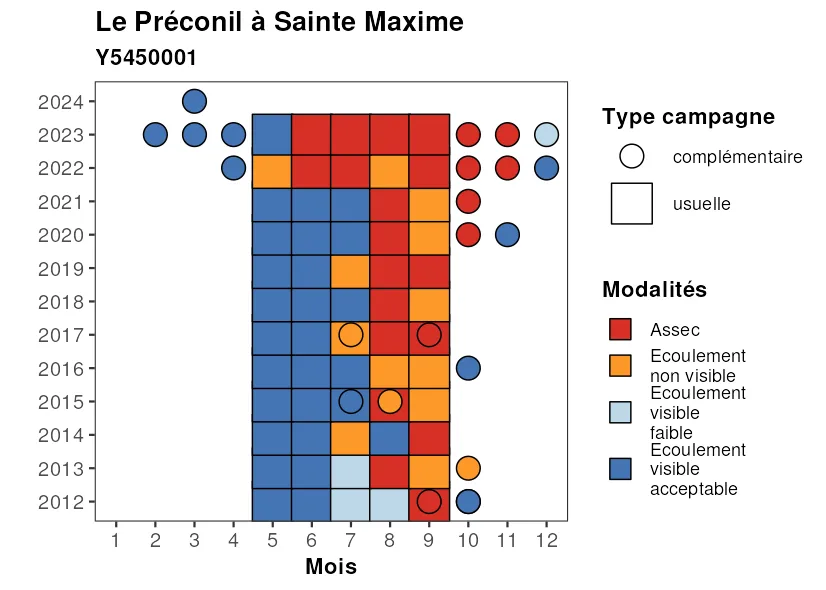 Le Préconil à Sainte Maxime
Y5450001
2024
2023
2022
2021
2020
2019
2018
2017
2016
2015
2014
2013
2012
1 2 3 4 5 6 7 8 9 10 11 12
Mois
Type campagne
complémentaire
usuelle
Modalités
Assec
Ecoulement
non visible
Ecoulement
visible
faible
Ecoulement
visible
acceptable